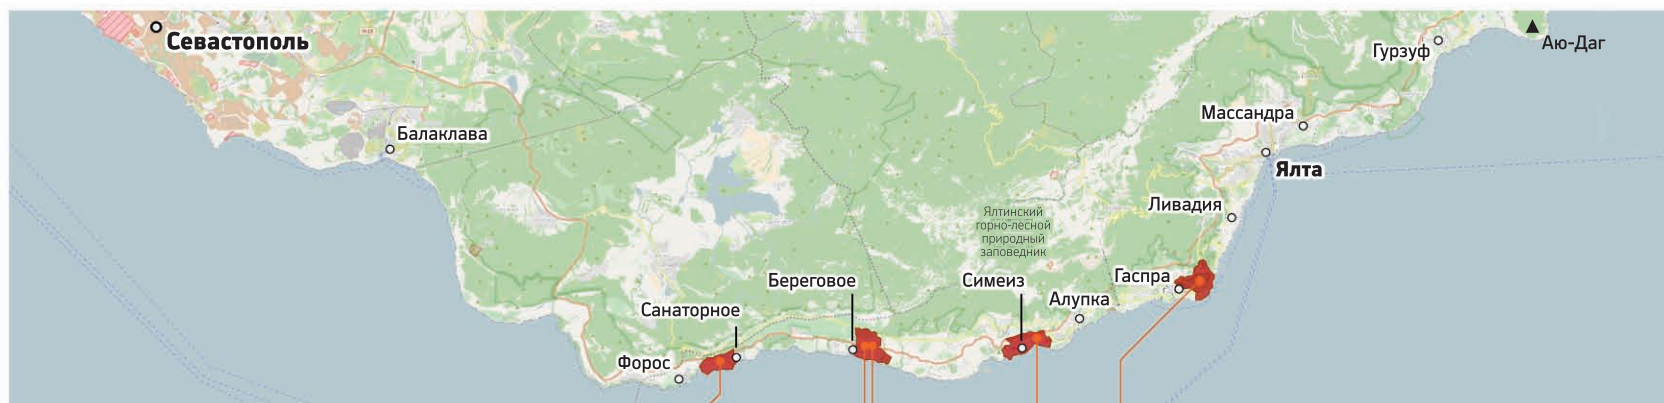 Севастополь
Аю-Даг
Гурзуф
Массандра
Балаклава
Ялта
Ливадия
Ялтинский
горно-лесной
природный
заповедник
Гаспра
Береговое
Симеиз
Алупка
Санаторное
Форос